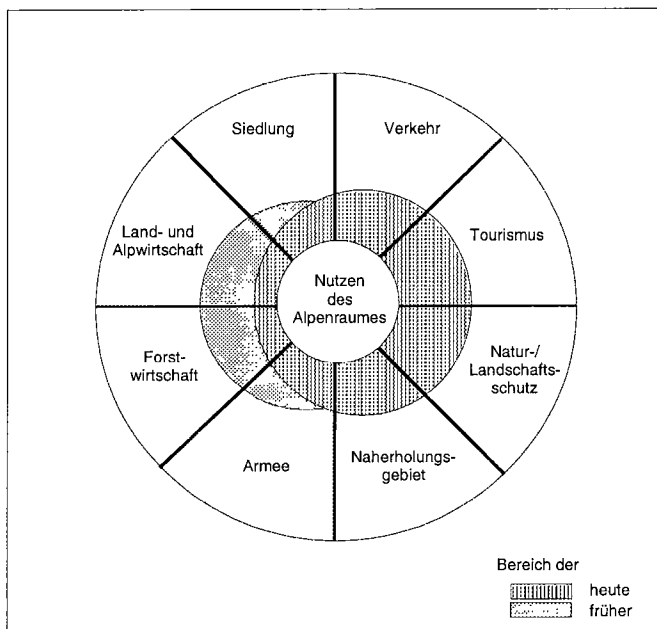 Siedlung
Verkehr
Land- und
Alpwirtschaft
Tourismus
Nutzen
des
Alpenraumes
Forst-
wirtschaft
Natur-/
Landschafts-
schutz
Armee
Naherholungs-
gebiet
Bereich der
heute
früher